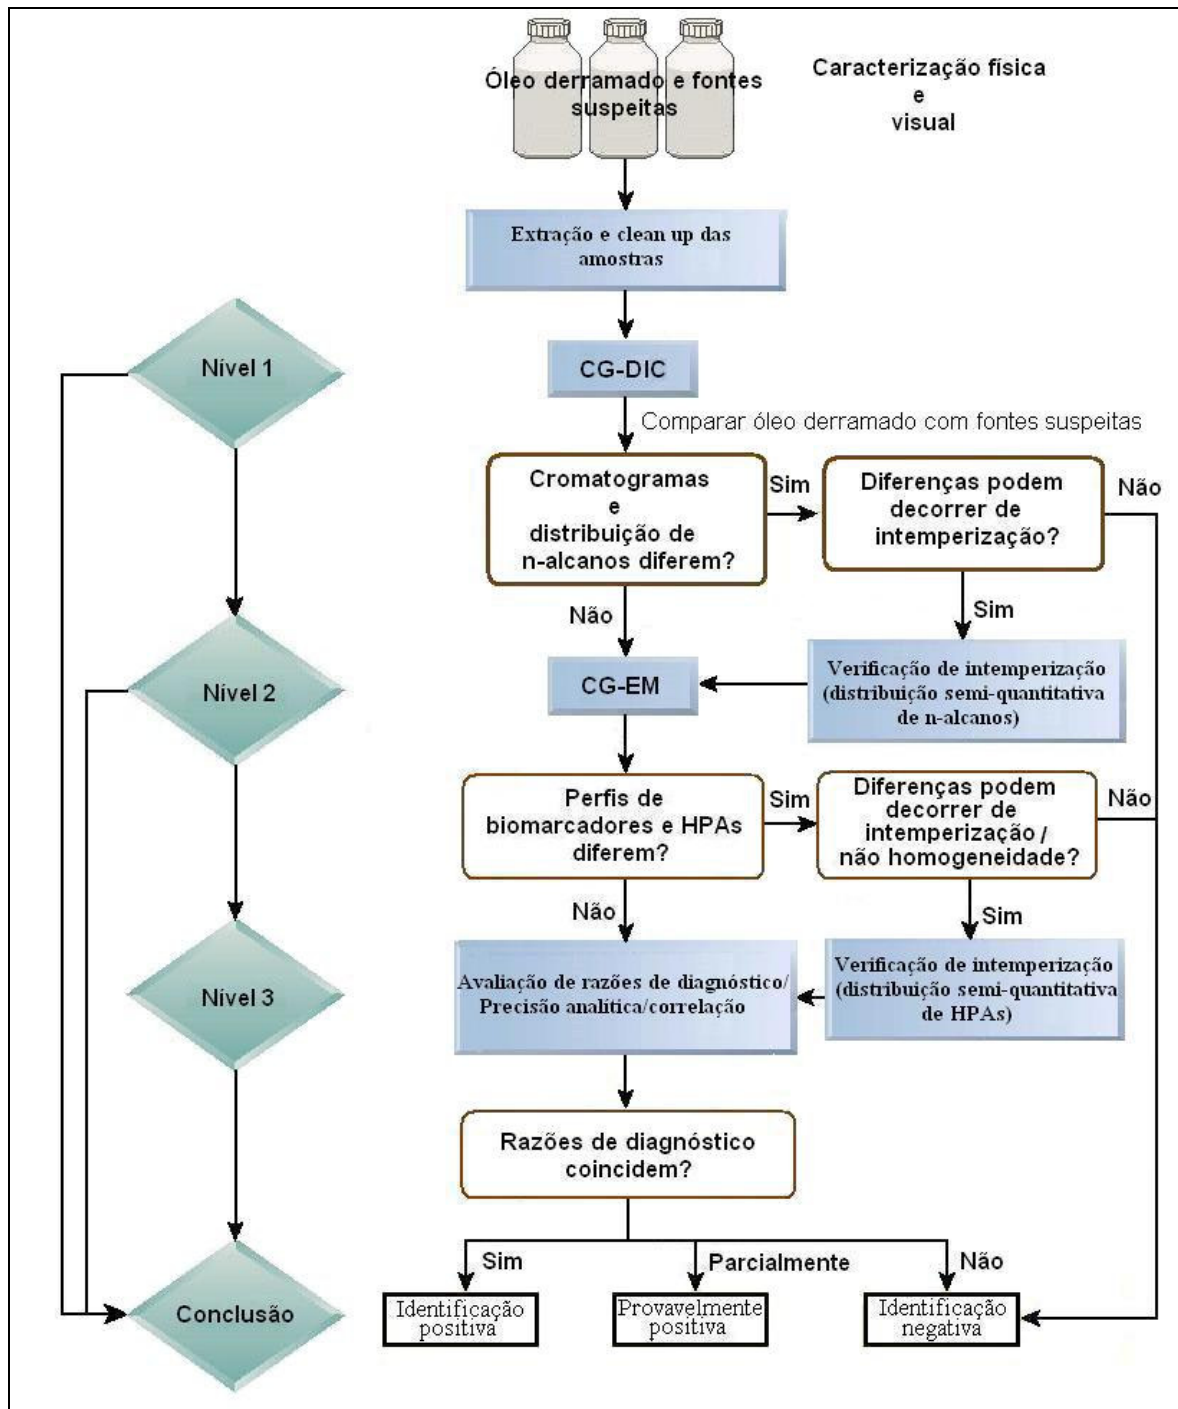 Óleo derramado e fontes
suspeitas
Caracterização física
e
visual
Extração e clean up das
amostras
Nível 1
CG-DIC
Comparar óleo derramado com fontes suspeitas
Cromatogramas
e
distribuição de
n-alcanos diferem?
Sim
Diferenças podem
decorrer de
intemperização?
Não
Não
Sim
Nível 2
CG-EM
Verificação de intemperização
(distribuição semi-quantitativa
de n-alcanos)
Perfis de
biomarcadores e HPAs
diferem?
Sim
Diferenças podem
decorrer de
intemperização /
não homogeneidade?
Não
Não
Sim
Nível 3
Avaliação de razões de diagnóstico/
Precisão analítica/correlação
Verificação de intemperização
(distribuição semi-quantitativa
de HPAs)
Razões de diagnóstico
coincidem?
Sim
Parcialmente
Não
Conclusão
Identificação
positiva
Provavelmente
positiva
Identificação
negativa